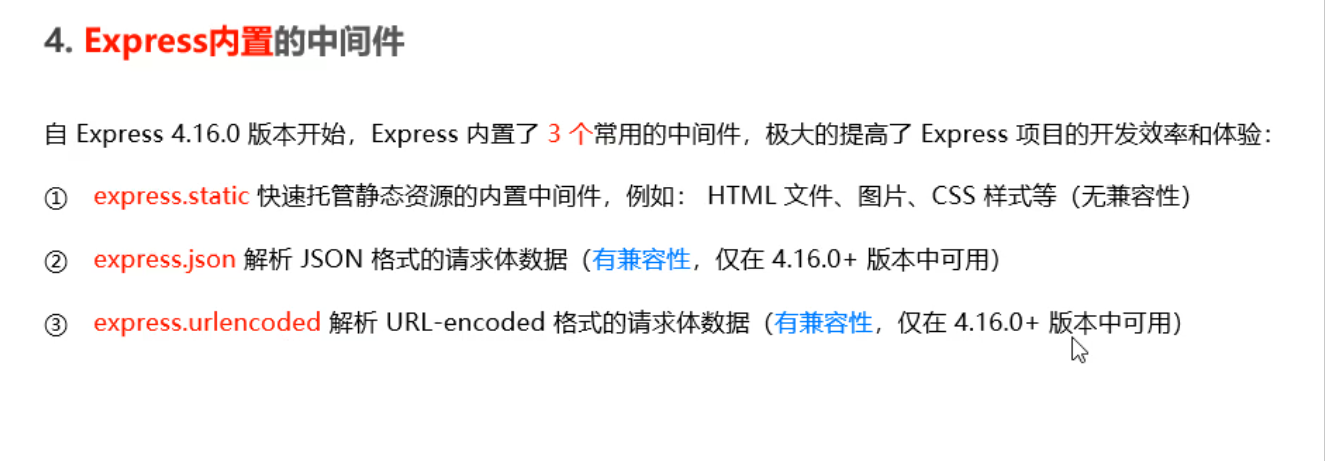 4. Express内置的中间件
自 Express 4.16.0 版本开始，Express 内置了 3 个常用的中间件，极大的提高了 Express 项目的开发效率和体验：
① express.static 快速托管静态资源的内置中间件，例如： HTML 文件、图片、CSS 样式等（无兼容性）
② express.json 解析 JSON 格式的请求体数据（有兼容性，仅在 4.16.0+ 版本中可用）
③ express.urlencoded 解析 URL-encoded 格式的请求体数据（有兼容性，仅在 4.16.0+ 版本中可用）